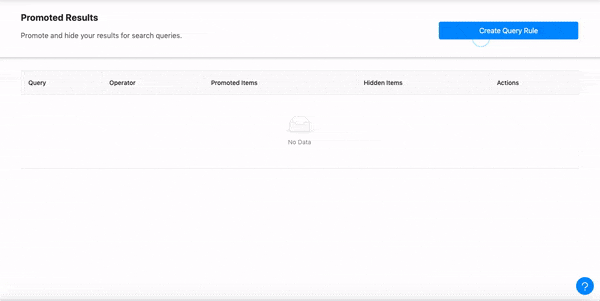 Promoted Results
Create Query Rule
Promote and hide your results for search queries.
Query Operator Promoted Items Hidden Items Actions
No Data
?